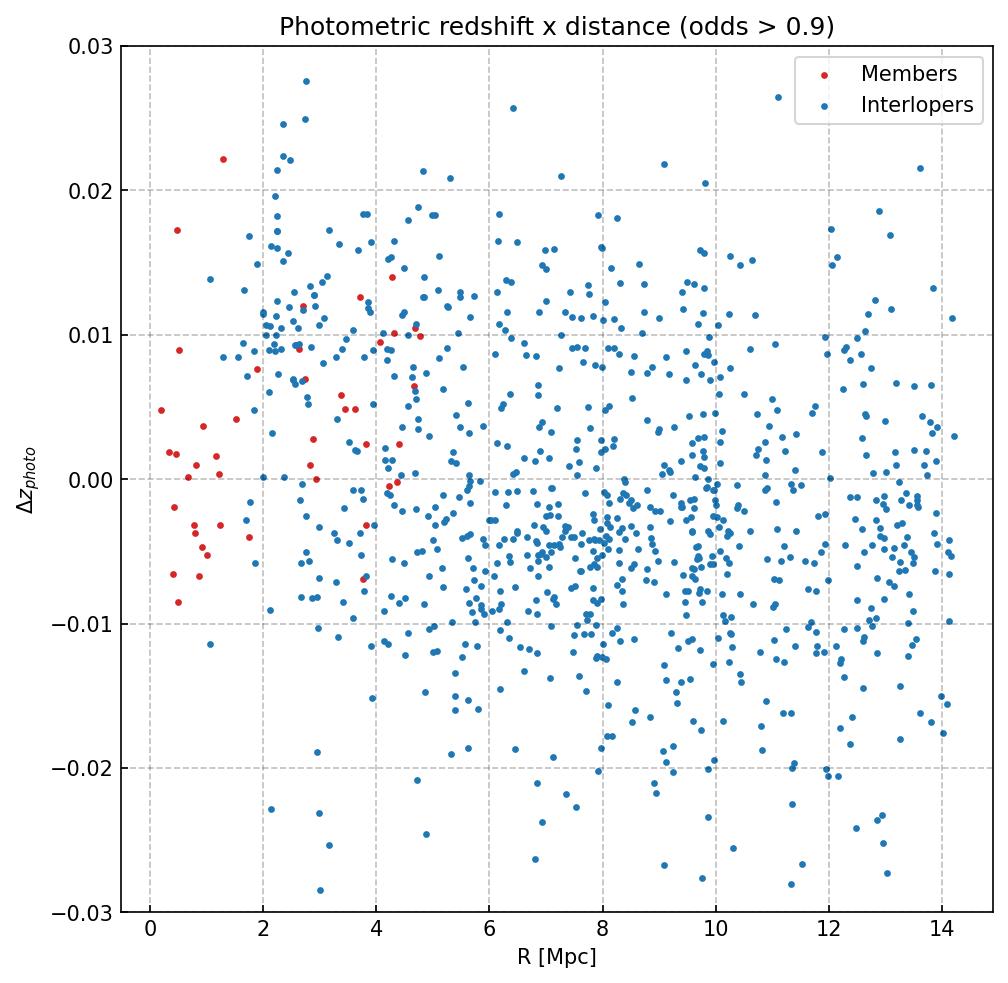 Photometric redshift x distance (odds > 0.9)
Members
Interlopers
0.03
0.02
0.01
0.00
−0.01
−0.02
−0.03
Δz_photo
0 2 4 6 8 10 12 14
R [Mpc]